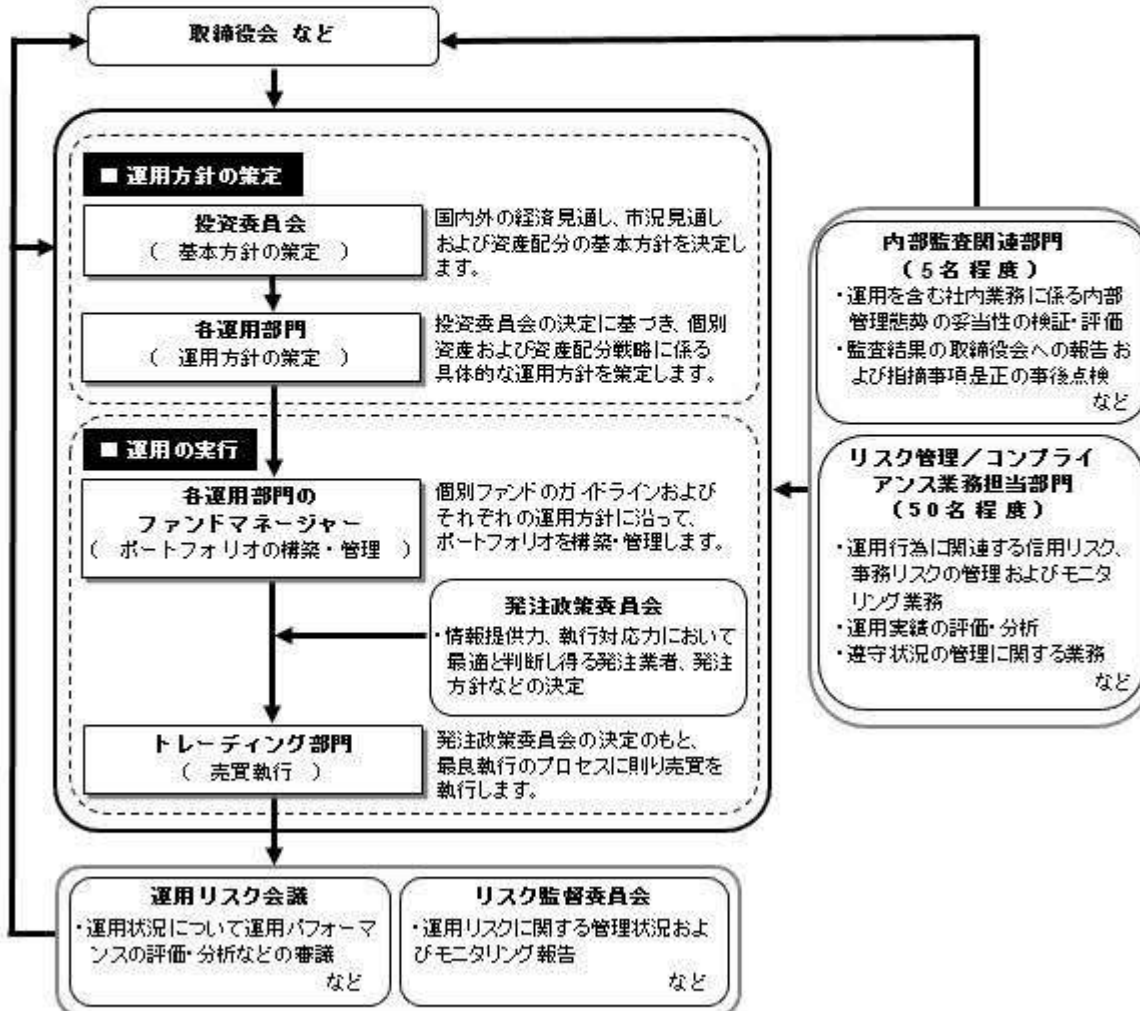 取締役会 など
■ 運用方針の策定
投資委員会
( 基本方針の策定 )
国内外の経済見通し、市況見通し
および資産配分の基本方針を決定し
ます。
各運用部門
( 運用方針の策定 )
投資委員会の決定に基づき、個別
資産および資産配分戦略に係る
具体的な運用方針を策定します。
■ 運用の実行
各運用部門の
ファンドマネージャー
( ポートフォリオの構築・管理 )
個別ファンドのガイドラインおよび
それぞれの運用方針に沿って、
ポートフォリオを構築・管理します。
発注政策委員会
・情報提供力、執行対応力において
最適と判断し得る発注業者、発注
方針などの決定
トレーディング部門
( 売買執行 )
発注政策委員会の決定のもと、
最良執行のプロセスに則り売買を
執行します。
運用リスク会議
・運用状況について運用パフォーマ
ンスの評価・分析などの審議
など
リスク監督委員会
・運用リスクに関する管理状況およ
びモニタリング報告
など
内部監査関連部門
(5名程度)
・運用を含む社内業務に係る内部
管理態勢の妥当性の検証・評価
・監査結果の取締役会への報告お
よび指摘事項是正の事後点検
など
リスク管理/コンプライ
アンス業務担当部門
(50名程度)
・運用行為に関連する信用リスク、
事務リスクの管理およびモニタ
リング業務
・運用実績の評価・分析
・遵守状況の管理に関する業務
など